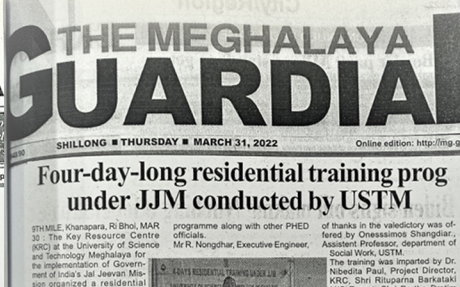 THE MEGHALAYA
GUARDIA
SHILLONG ■ THURSDAY ■ MARCH 31, 2022
Online edition: http://mg.g
Four-day-long residential training prog
under JJM conducted by USTM
9TH MILE, Khanapara, Ri Bhoi, MAR
30 : The Key Resource Centre
(KRC) at the University of Science
and Technology Meghalaya for
the implementation of Govern-
ment of India's Jal Jeevan Mis-
sion organized a residential
programme along with other PHED
officials.
Mr R. Nongdhar, Executive Engineer,
4-DAYS RESIDENTIAL TRAINING UNDER JJM
of thanks in the valedictory was of-
fered by Onesssimos Shangdiar.,
Assistent Professor, department of
Social Work, USTM.
The training was imparted by Dr.
Nibedita Paul, Project Director,
KRC, Shri Rituparna Barkataki